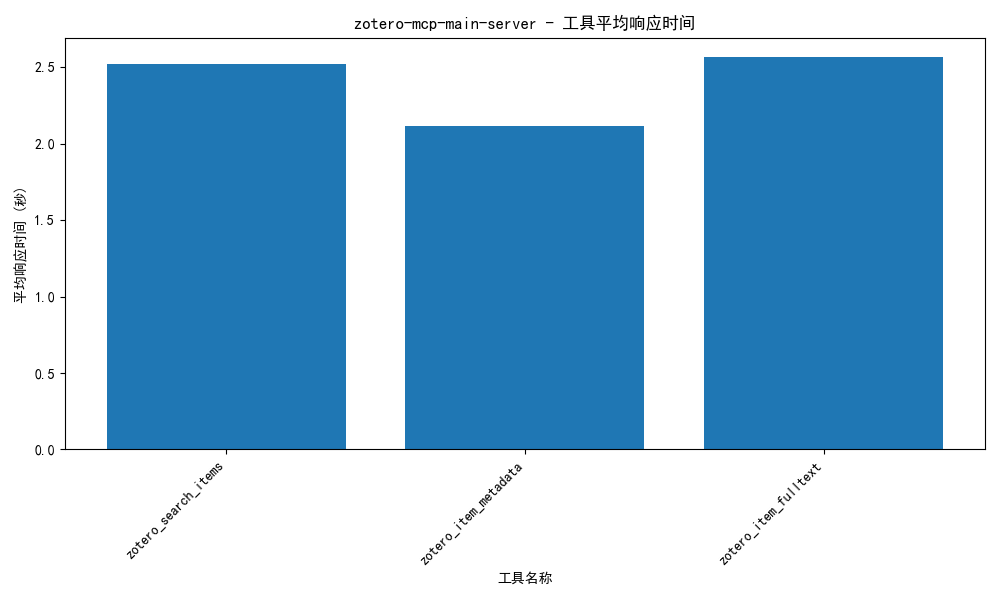 zotero-mcp-main-server - 工具平均响应时间
平均响应时间 (秒)
2.5
2.0
1.5
1.0
0.5
0.0
zotero_search_items
zotero_item_metadata
zotero_item_fulltext
工具名称